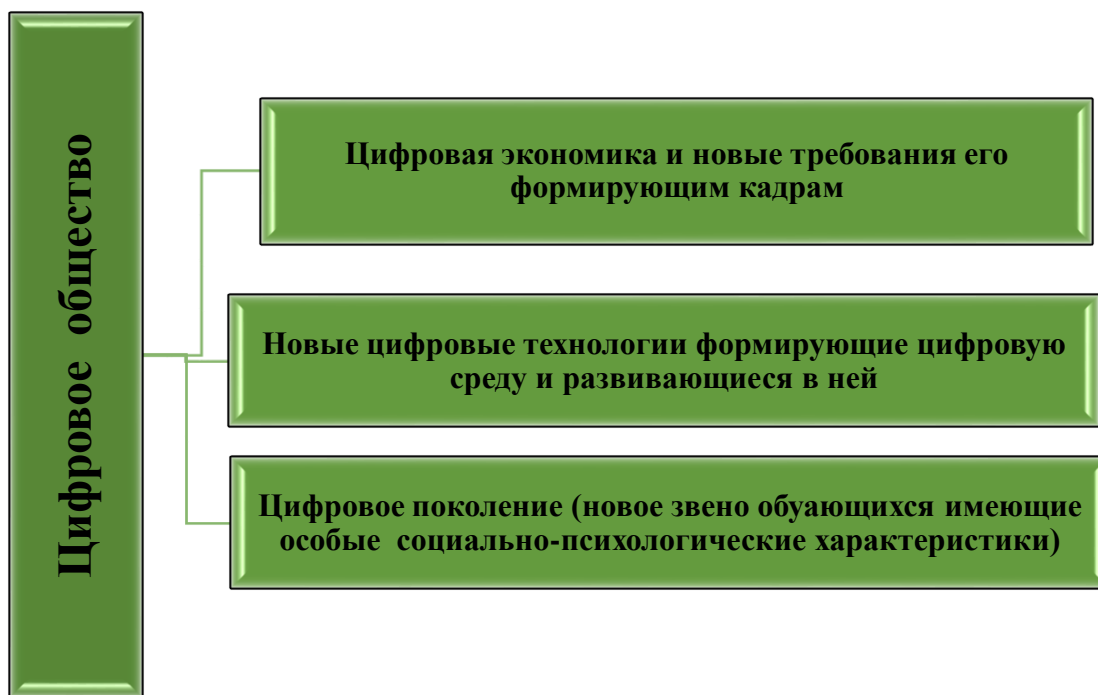 Цифровое общество
Цифровая экономика и новые требования его
формирующим кадрам
Новые цифровые технологии формирующие цифровую
среду и развивающиеся в ней
Цифровое поколение (новое звено обуающихся имеющие
особые социально-психологические характеристики)